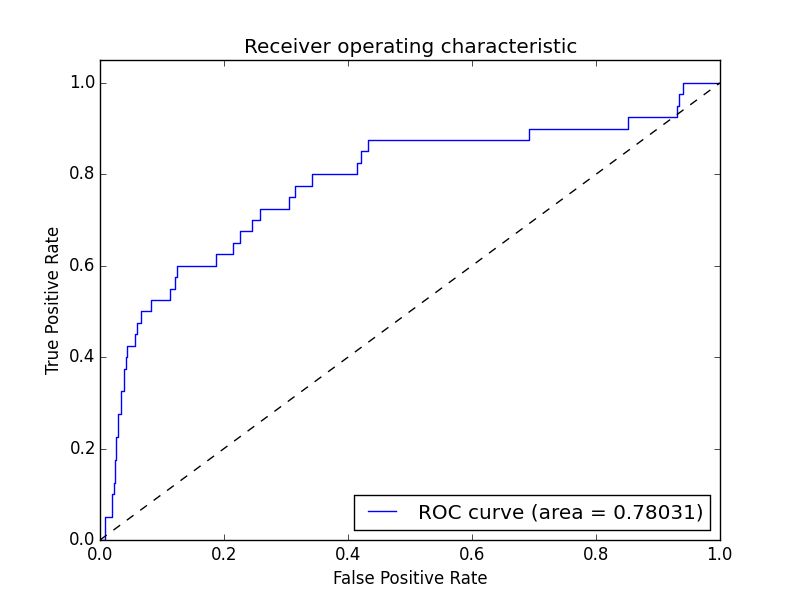 Receiver operating characteristic
1.0
0.8
0.6
0.4
0.2
0.0
True Positive Rate
ROC curve (area = 0.78031)
0.0 0.2 0.4 0.6 0.8 1.0
False Positive Rate